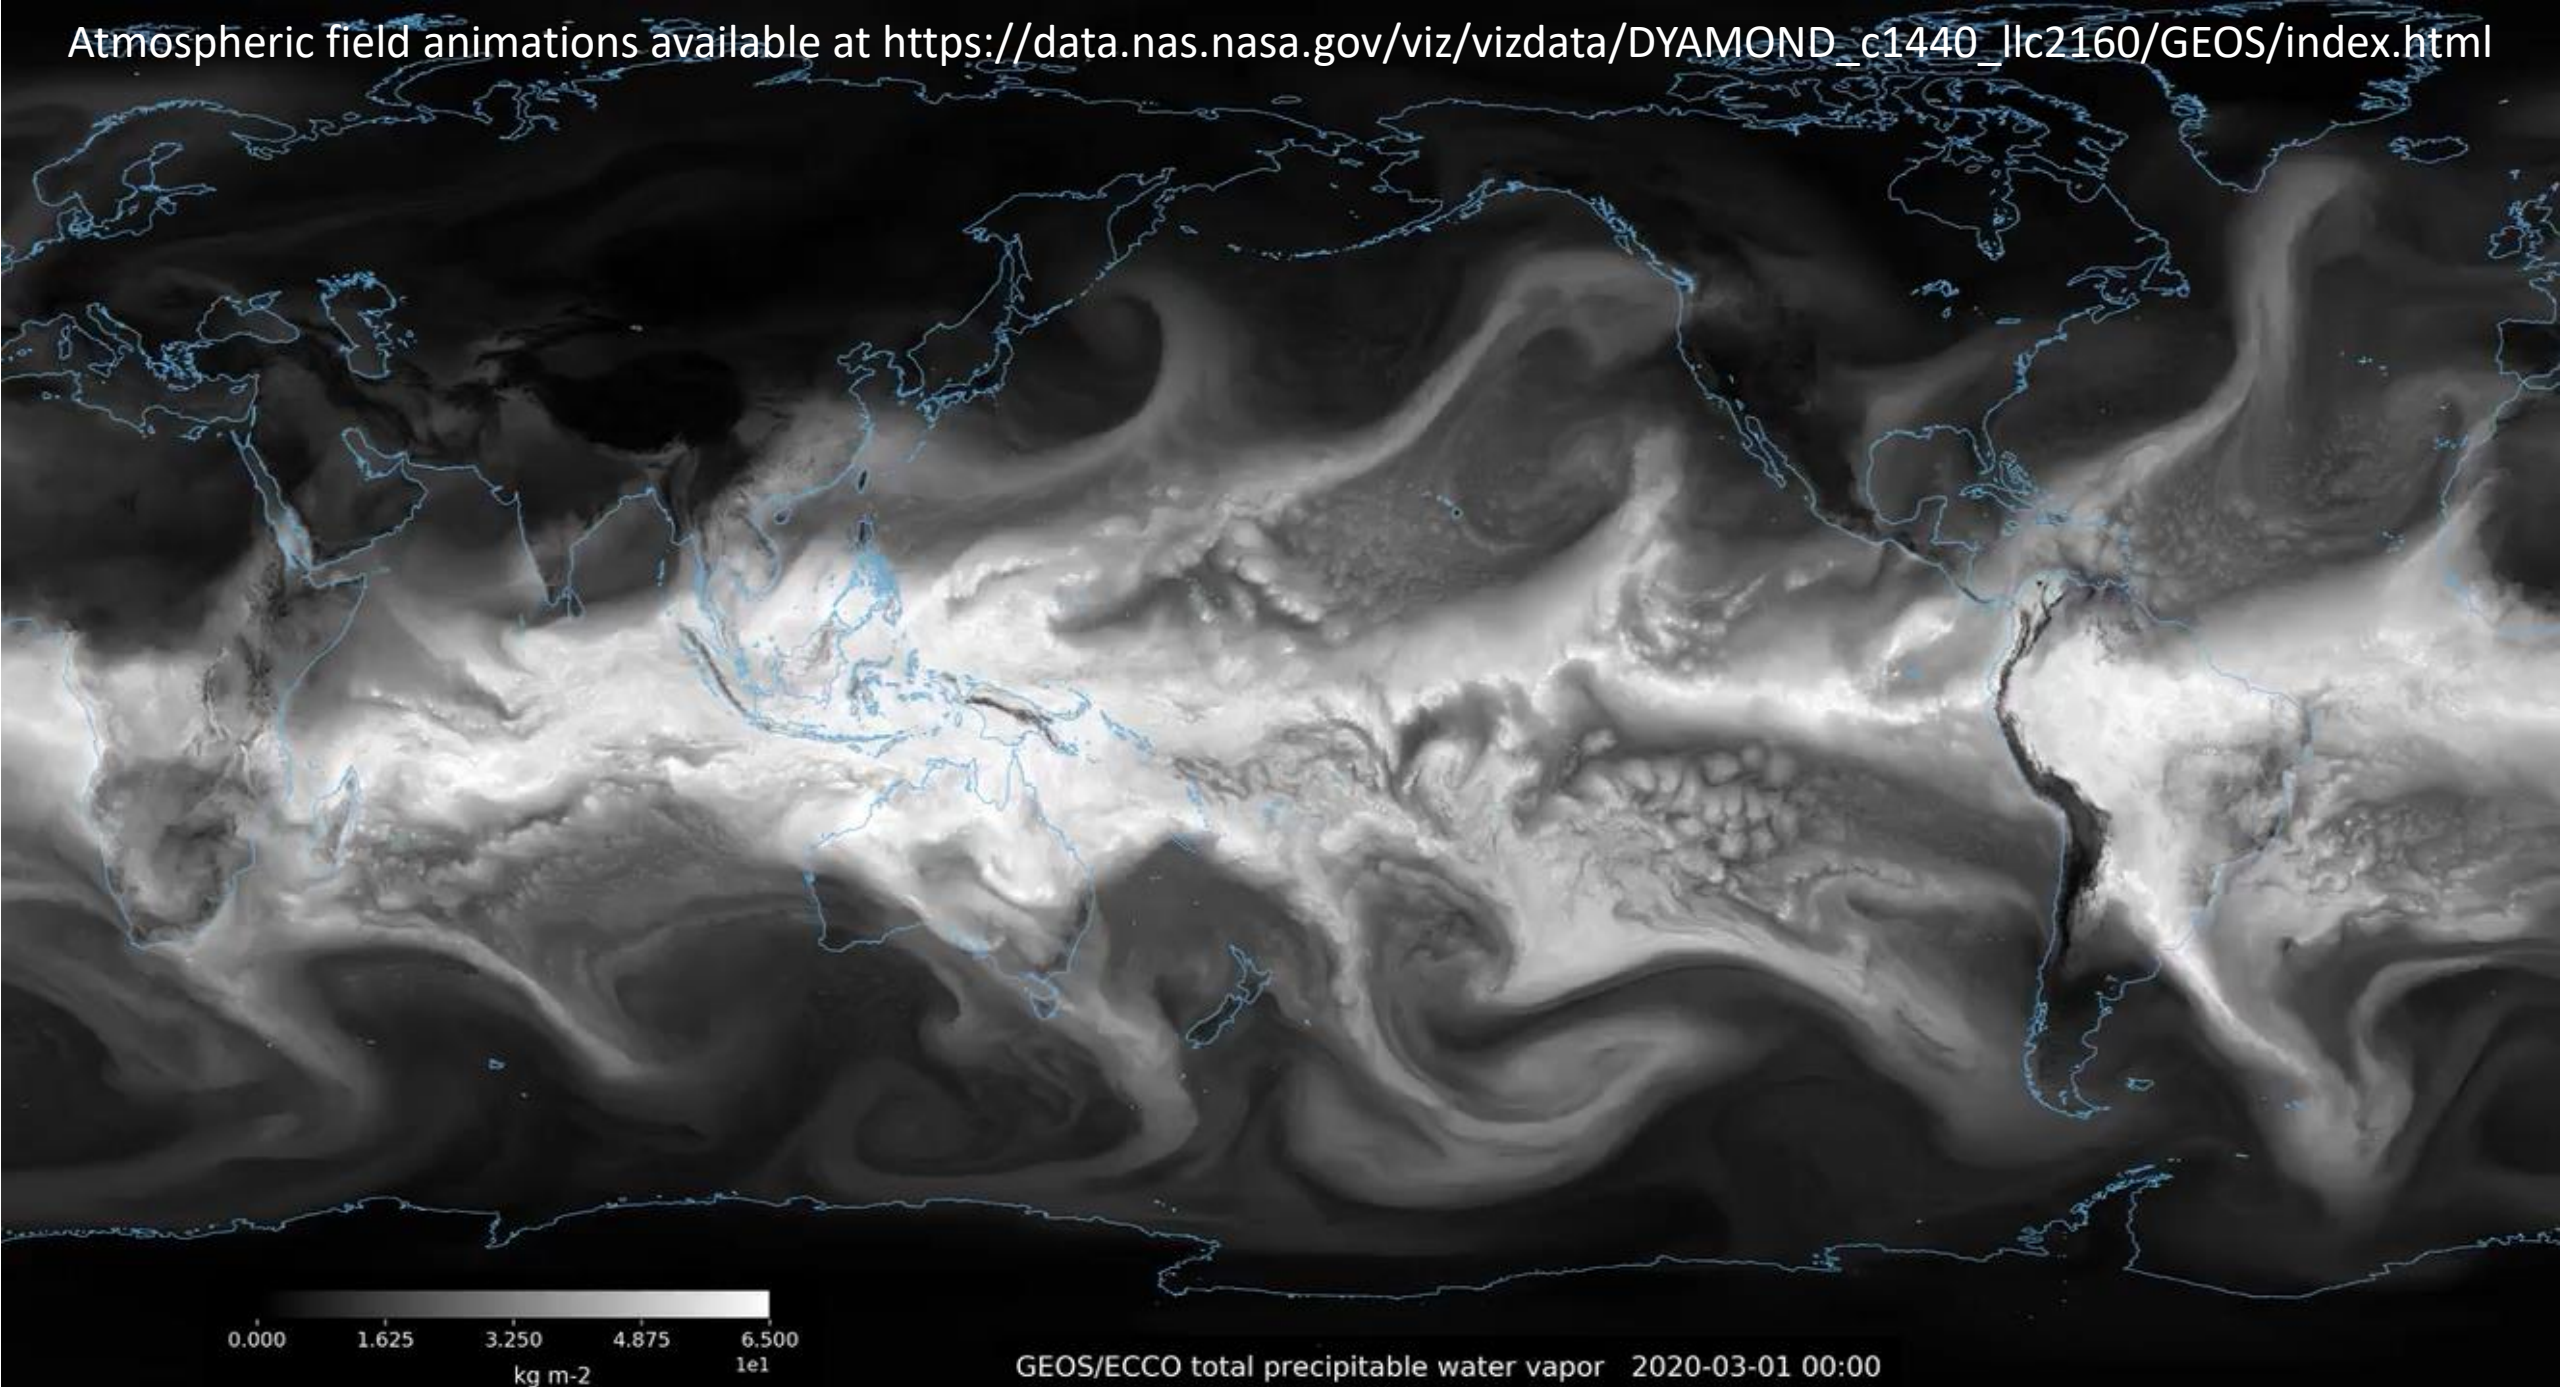 Atmospheric field animations available at https://data.nas.nasa.gov/viz/vizdata/DYAMOND_c1440_llc2160/GEOS/index.html
0.000 1.625 3.250 4.875 6.500
1e1
kg m-2
GEOS/ECCO total precipitable water vapor 2020-03-01 00:00